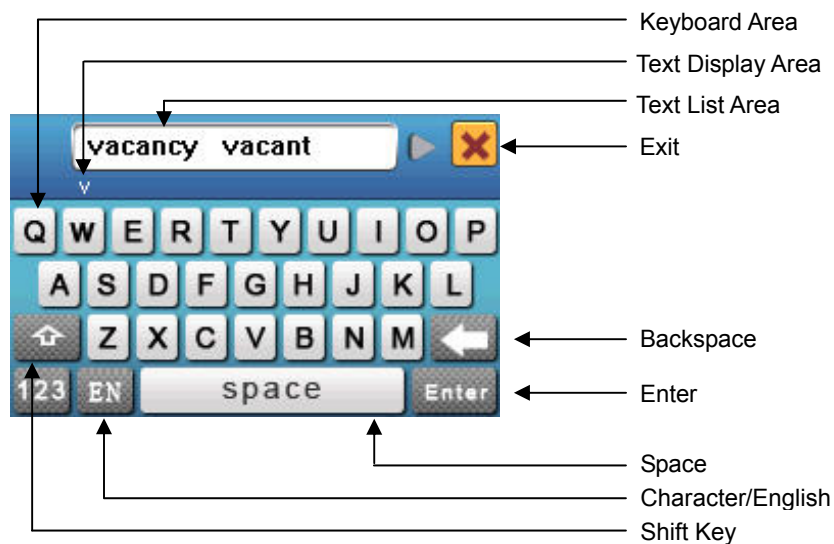 Keyboard Area
Text Display Area
Text List Area
vacancy vacant
Exit
v
Q W E R T Y U I O P
A S D F G H J K L
Z X C V B N M
Backspace
123 EN space Enter
Enter
Space
Character/English
Shift Key